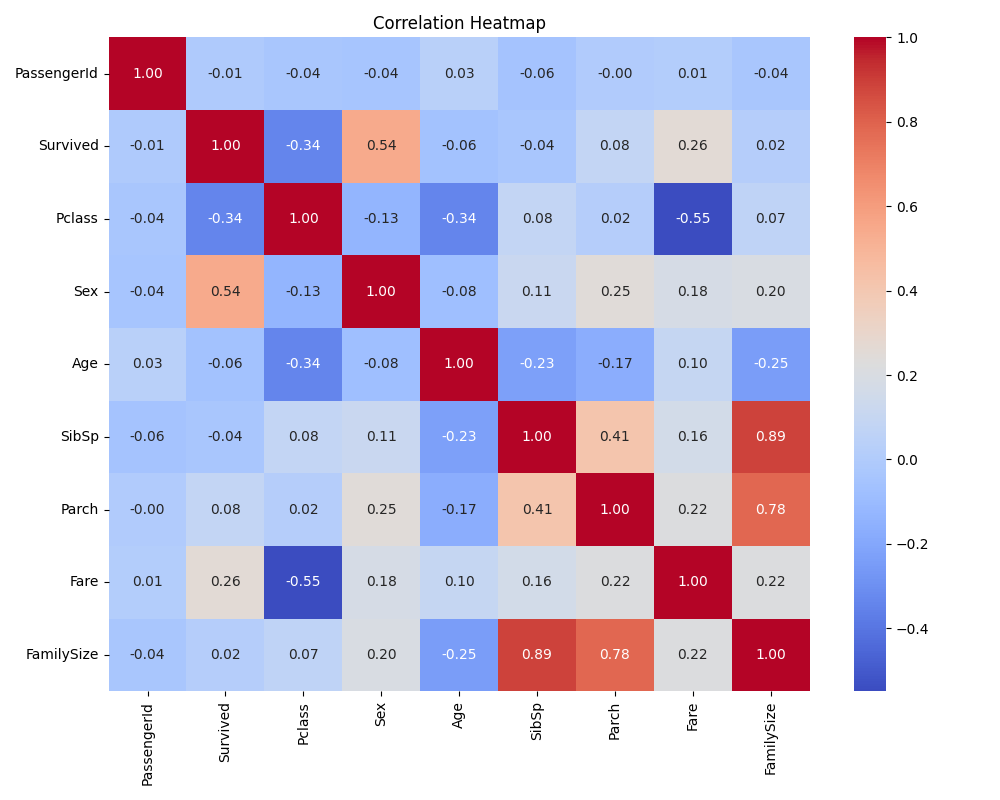 Correlation Heatmap
PassengerId 1.00 -0.01 -0.04 -0.04 0.03 -0.06 -0.00 0.01 -0.04
Survived -0.01 1.00 -0.34 0.54 -0.06 -0.04 0.08 0.26 0.02
Pclass -0.04 -0.34 1.00 -0.13 -0.34 0.08 0.02 -0.55 0.07
Sex -0.04 0.54 -0.13 1.00 -0.08 0.11 0.25 0.18 0.20
Age 0.03 -0.06 -0.34 -0.08 1.00 -0.23 -0.17 0.10 -0.25
SibSp -0.06 -0.04 0.08 0.11 -0.23 1.00 0.41 0.16 0.89
Parch -0.00 0.08 0.02 0.25 -0.17 0.41 1.00 0.22 0.78
Fare 0.01 0.26 -0.55 0.18 0.10 0.16 0.22 1.00 0.22
FamilySize -0.04 0.02 0.07 0.20 -0.25 0.89 0.78 0.22 1.00
PassengerId Survived Pclass Sex Age SibSp Parch Fare FamilySize
1.0
0.8
0.6
0.4
0.2
0.0
−0.2
−0.4